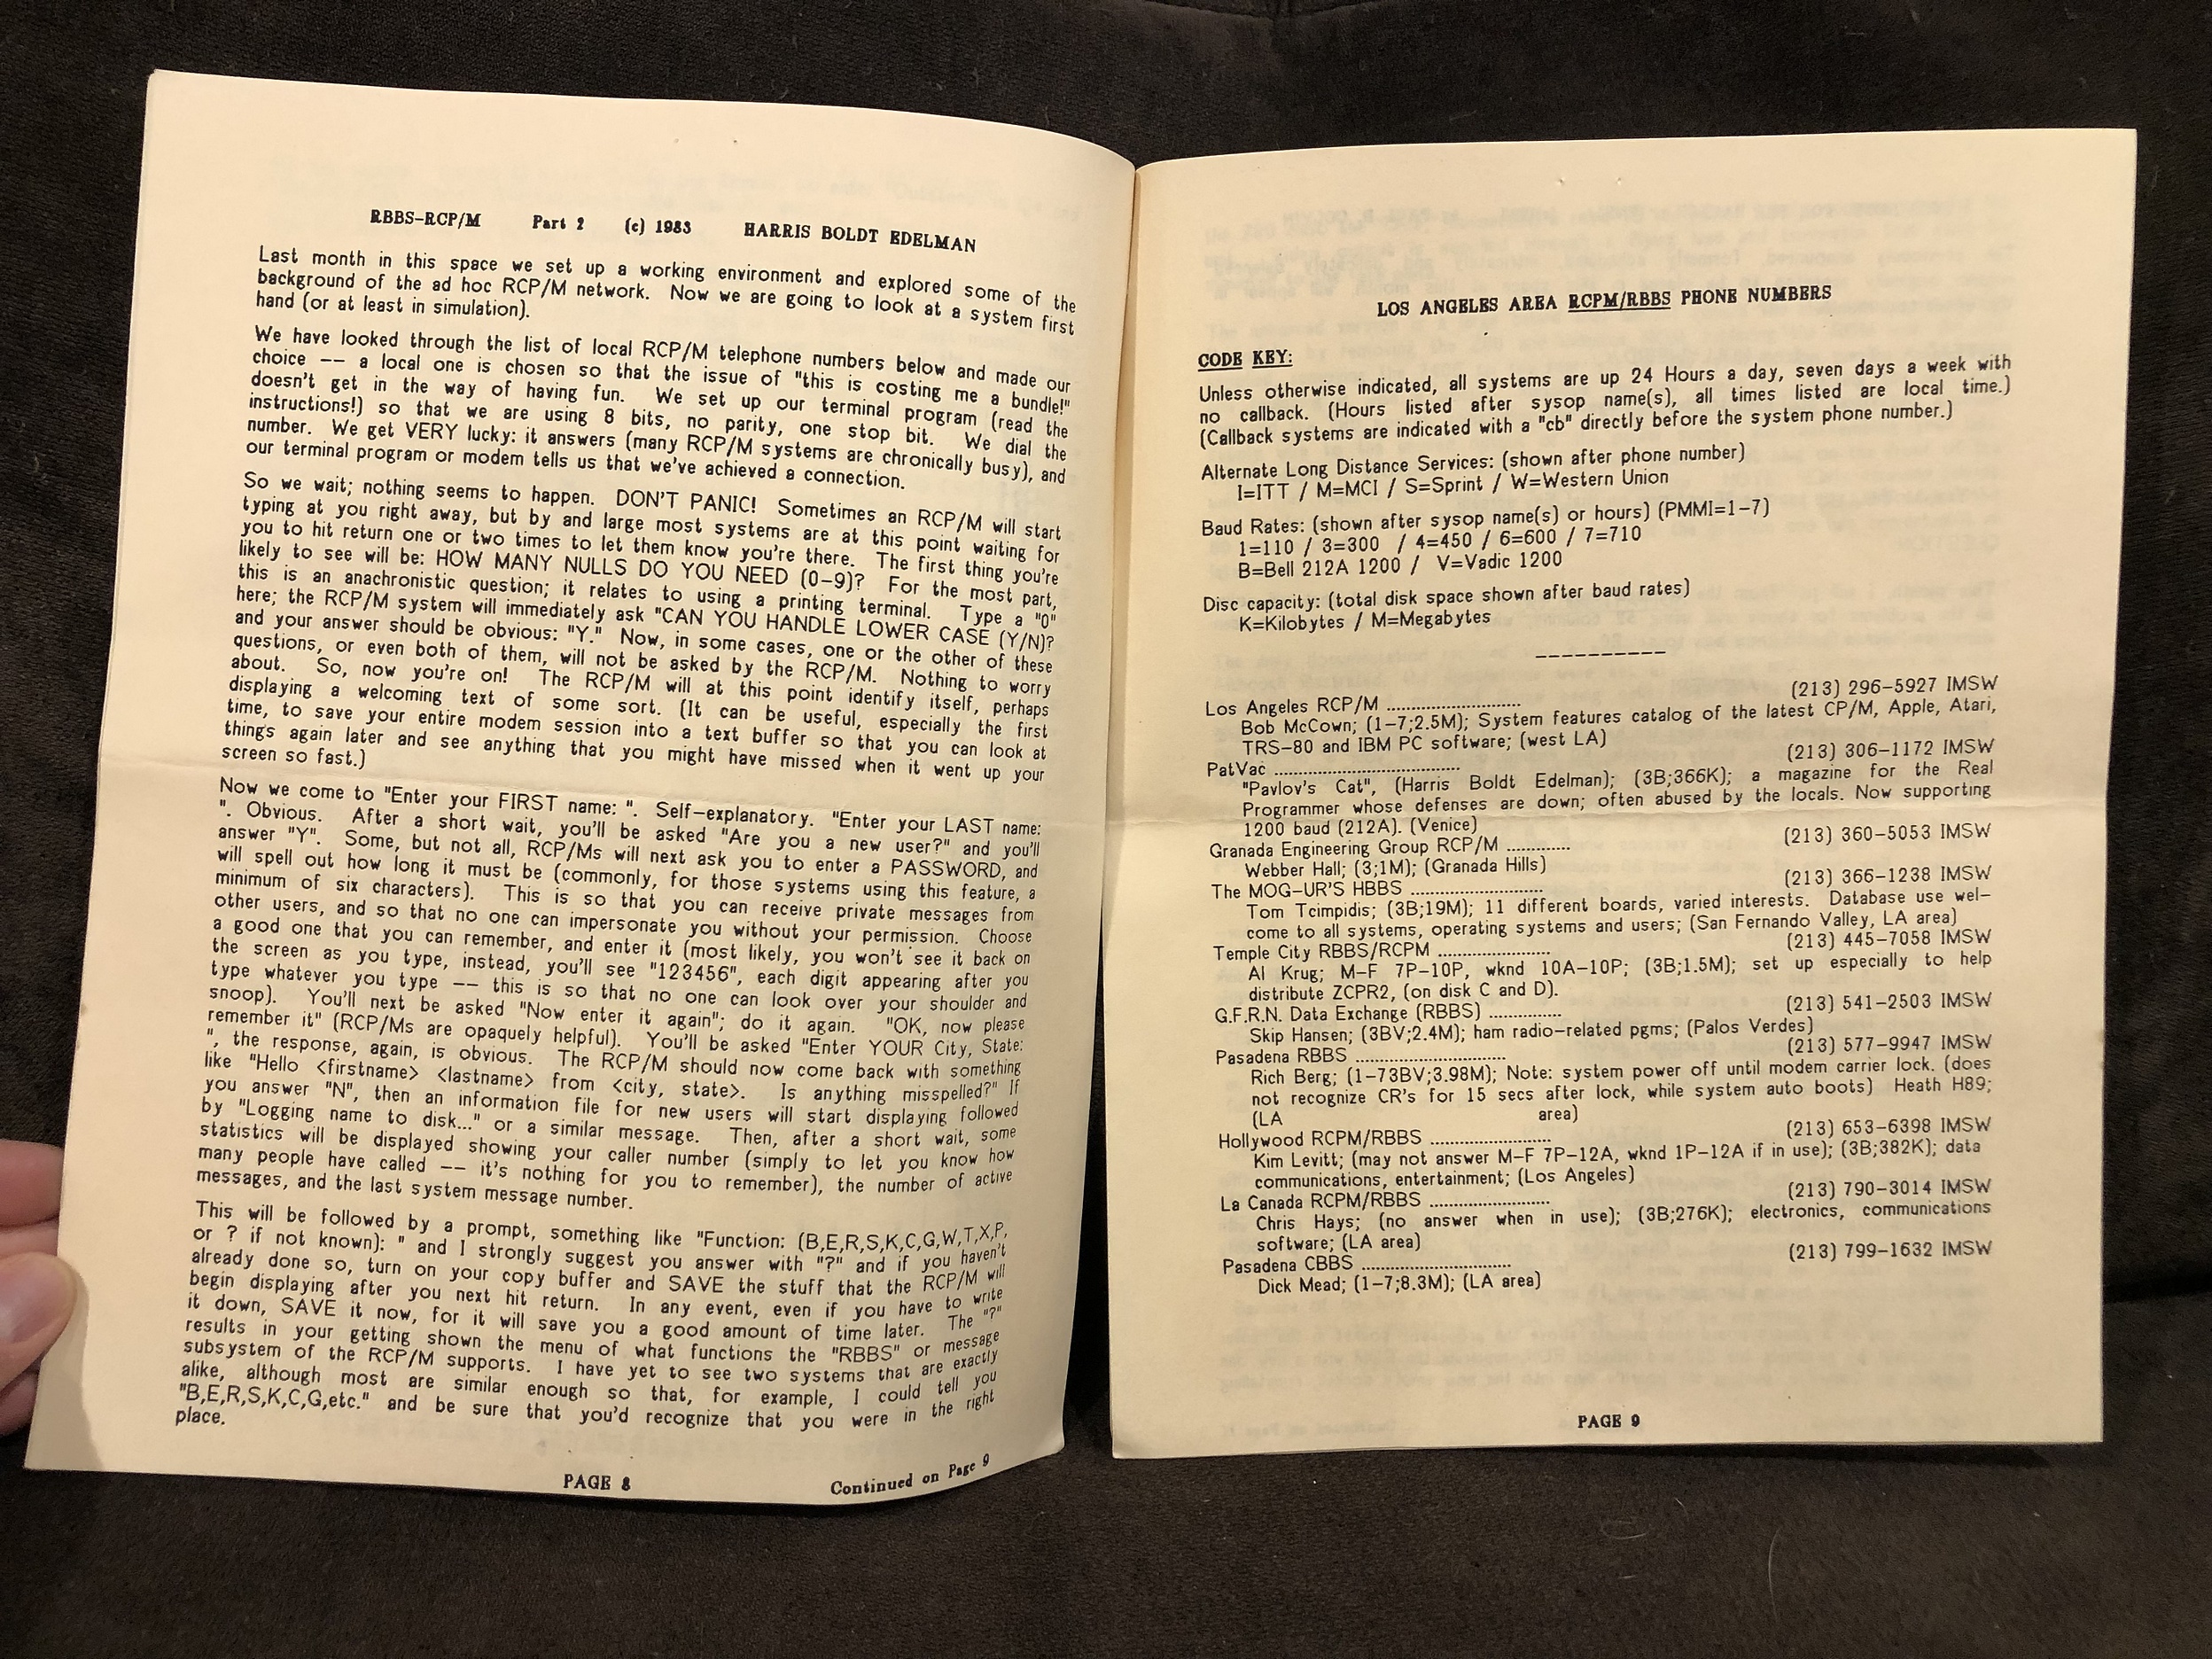 RBBS-RCP/M Part 2 (c) 1983 HARRIS BOLDT EDELMAN
Last month in this space we set up a working environment and explored some of the
background of the ad hoc RCP/M network. Now we are going to look at a system first
hand (or at least in simulation).
We have looked through the list of local RCP/M telephone numbers below and made our
choice -- a local one is chosen so that the issue of "this is costing me a bundle!"
doesn't get in the way of having fun. We set up our terminal program (read the
instructions!) so that we are using 8 bits, no parity, one stop bit. We dial the
number. We get VERY lucky: it answers (many RCP/M systems are chronically busy), and
our terminal program or modem tells us that we've achieved a connection.
So we wait; nothing seems to happen. DON'T PANIC! Sometimes an RCP/M will start
typing at you right away, but by and large most systems are at this point waiting for
you to hit return one or two times to let them know you're there. The first thing you're
likely to see will be: HOW MANY NULLS DO YOU NEED (0-9)? For the most part,
this is an anachronistic question; it relates to using a printing terminal. Type a "0"
here; the RCP/M system will immediately ask "CAN YOU HANDLE LOWER CASE (Y/N)?
and your answer should be obvious: "Y." Now, in some cases, one or the other of these
questions, or even both of them, will not be asked by the RCP/M. Nothing to worry
about. So, now you're on! The RCP/M will at this point identify itself, perhaps
displaying a welcoming text of some sort. (It can be useful, especially the first
time, to save your entire modem session into a text buffer so that you can look at
things again later and see anything that you might have missed when it went up your
screen so fast.)
Now we come to "Enter your FIRST name: ". Self-explanatory. "Enter your LAST name:
". Obvious. After a short wait, you'll be asked "Are you a new user?" and you'll
answer "Y". Some, but not all, RCP/Ms will next ask you to enter a PASSWORD, and
will spell out how long it must be (commonly, for those systems using this feature, a
minimum of six characters). This is so that you can receive private messages from
other users, and so that no one can impersonate you without your permission. Choose
a good one that you can remember, and enter it (most likely, you won't see it back on
the screen as you type, instead, you'll see "123456", each digit appearing after you
type whatever you type -- this is so that no one can look over your shoulder and
snoop). You'll next be asked "Now enter it again"; do it again. "OK, now please
remember it" (RCP/Ms are opaquely helpful). You'll be asked "Enter YOUR City, State:
", the response, again, is obvious. The RCP/M should now come back with something
like "Hello <firstname> <lastname> from <city, state>. Is anything misspelled?" If
you answer "N", then an information file for new users will start displaying followed
by "Logging name to disk..." or a similar message. Then, after a short wait, some
statistics will be displayed showing your caller number (simply to let you know how
many people have called -- it's nothing for you to remember), the number of active
messages, and the last system message number.
This will be followed by a prompt, something like "Function: (B,E,R,S,K,C,G,W,T,X,P,
or ? if not known): " and I strongly suggest you answer with "?" and if you haven't
already done so, turn on your copy buffer and SAVE the stuff that the RCP/M will
begin displaying after you next hit return. In any event, even if you have to write
it down, SAVE it now, for it will save you a good amount of time later. The "?"
results in your getting shown the menu of what functions the "RBBS" or message
subsystem of the RCP/M supports. I have yet to see two systems that are exactly
alike, although most are similar enough so that, for example, I could tell you
"B,E,R,S,K,C,G,etc." and be sure that you'd recognize that you were in the right
place.
PAGE 8 Continued on Page 9
LOS ANGELES AREA RCPM/RBBS PHONE NUMBERS
CODE KEY:
Unless otherwise indicated, all systems are up 24 Hours a day, seven days a week with
no callback. (Hours listed after sysop name(s), all times listed are local time.)
(Callback systems are indicated with a "cb" directly before the system phone number.)
Alternate Long Distance Services: (shown after phone number)
I=ITT / M=MCI / S=Sprint / W=Western Union
Baud Rates: (shown after sysop name(s) or hours) (PMMI=1-7)
1=110 / 3=300 / 4=450 / 6=600 / 7=710
B=Bell 212A 1200 / V=Vadic 1200
Disc capacity: (total disk space shown after baud rates)
K=Kilobytes / M=Megabytes
----------
Los Angeles RCP/M .............................. (213) 296-5927 IMSW
Bob McCown; (1-7;2.5M); System features catalog of the latest CP/M, Apple, Atari,
TRS-80 and IBM PC software; (west LA)
PatVac .......................................... (213) 306-1172 IMSW
"Pavlov's Cat", (Harris Boldt Edelman); (3B;366K); a magazine for the Real
Programmer whose defenses are down; often abused by the locals. Now supporting
1200 baud (212A). (Venice)
Granada Engineering Group RCP/M .............. (213) 360-5053 IMSW
Webber Hall; (3;1M); (Granada Hills)
The MOG-UR'S HBBS .............................. (213) 366-1238 IMSW
Tom Tcimpidis; (3B;19M); 11 different boards, varied interests. Database use wel-
come to all systems, operating systems and users; (San Fernando Valley, LA area)
Temple City RBBS/RCPM ......................... (213) 445-7058 IMSW
Al Krug; M-F 7P-10P, wknd 10A-10P; (3B;1.5M); set up especially to help
distribute ZCPR2, (on disk C and D).
G.F.R.N. Data Exchange (RBBS) ................ (213) 541-2503 IMSW
Skip Hansen; (3BV;2.4M); ham radio-related pgms; (Palos Verdes)
Pasadena RBBS .................................. (213) 577-9947 IMSW
Rich Berg; (1-73BV;3.98M); Note: system power off until modem carrier lock. (does
not recognize CR's for 15 secs after lock, while system auto boots) Heath H89;
(LA area)
Hollywood RCPM/RBBS ........................... (213) 653-6398 IMSW
Kim Levitt; (may not answer M-F 7P-12A, wknd 1P-12A if in use); (3B;382K); data
communications, entertainment; (Los Angeles)
La Canada RCPM/RBBS ........................... (213) 790-3014 IMSW
Chris Hays; (no answer when in use); (3B;276K); electronics, communications
software; (LA area)
Pasadena CBBS .................................. (213) 799-1632 IMSW
Dick Mead; (1-7;8.3M); (LA area)
PAGE 9